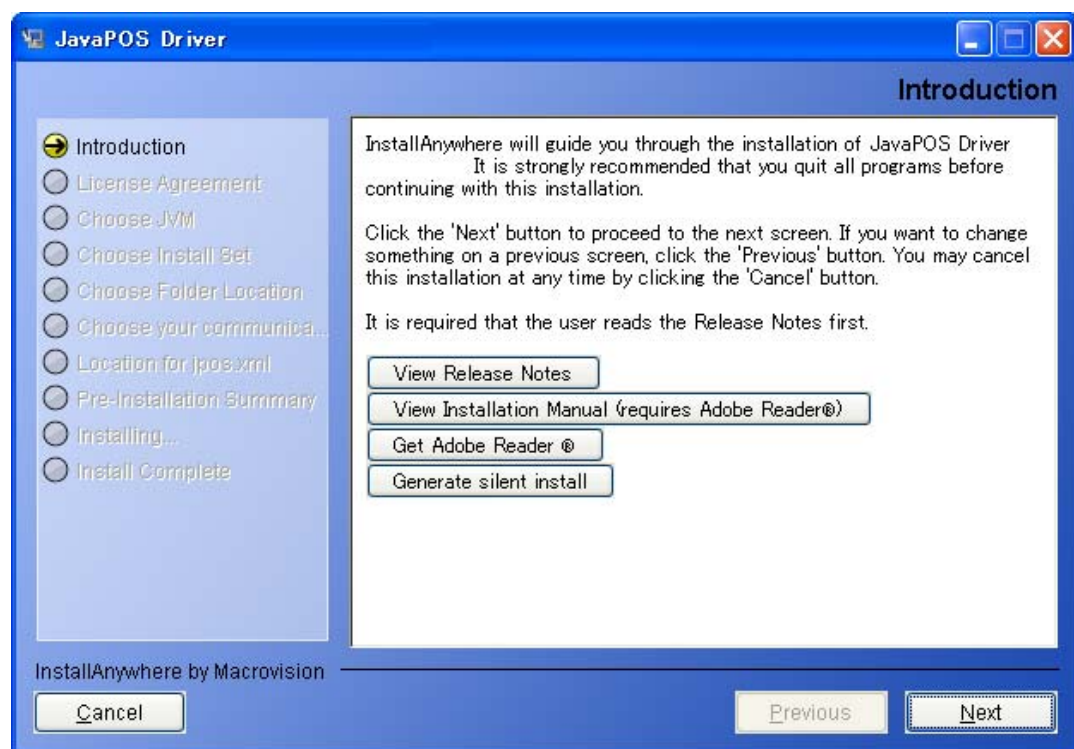 JavaPOS Driver
Introduction
Introduction
License Agreement
Choose JVM
Choose Install Set
Choose Folder Location
Choose your communica...
Location for jpos.xml
Pre-Installation Summary
Installing...
Install Complete
InstallAnywhere will guide you through the installation of JavaPOS Driver
It is strongly recommended that you quit all programs before
continuing with this installation.
Click the 'Next' button to proceed to the next screen. If you want to change
something on a previous screen, click the 'Previous' button. You may cancel
this installation at any time by clicking the 'Cancel' button.
It is required that the user reads the Release Notes first.
View Release Notes
View Installation Manual (requires Adobe Reader®)
Get Adobe Reader ®
Generate silent install
InstallAnywhere by Macrovision
Cancel
Previous
Next